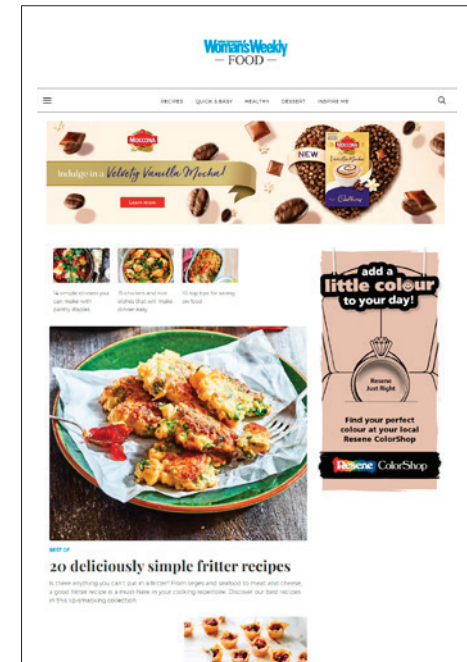 Woman's Weekly
FOOD
RECIPES QUICK & EASY HEALTHY DESSERT INSPIRE ME
MOCCONA
Indulge in a Velvety Vanilla Mocha!
Learn more
NEW
MOCCONA
Vanilla Mocha
Cadbury
14 simple dinners you
can make with
pantry staples
15 chicken and rice
dishes that will make
dinner easy
10 top tips for saving
on food
add a
little colour
to your day!
Resene
Just Right
Find your perfect
colour at your local
Resene ColorShop
Resene ColorShop
BEST OF
20 deliciously simple fritter recipes
Is there anything you can't put in a fritter? From veges and seafood to meat and cheese,
a good fritter recipe is a must-have in your cooking repertoire. Discover our best recipes
in this lip-smacking collection